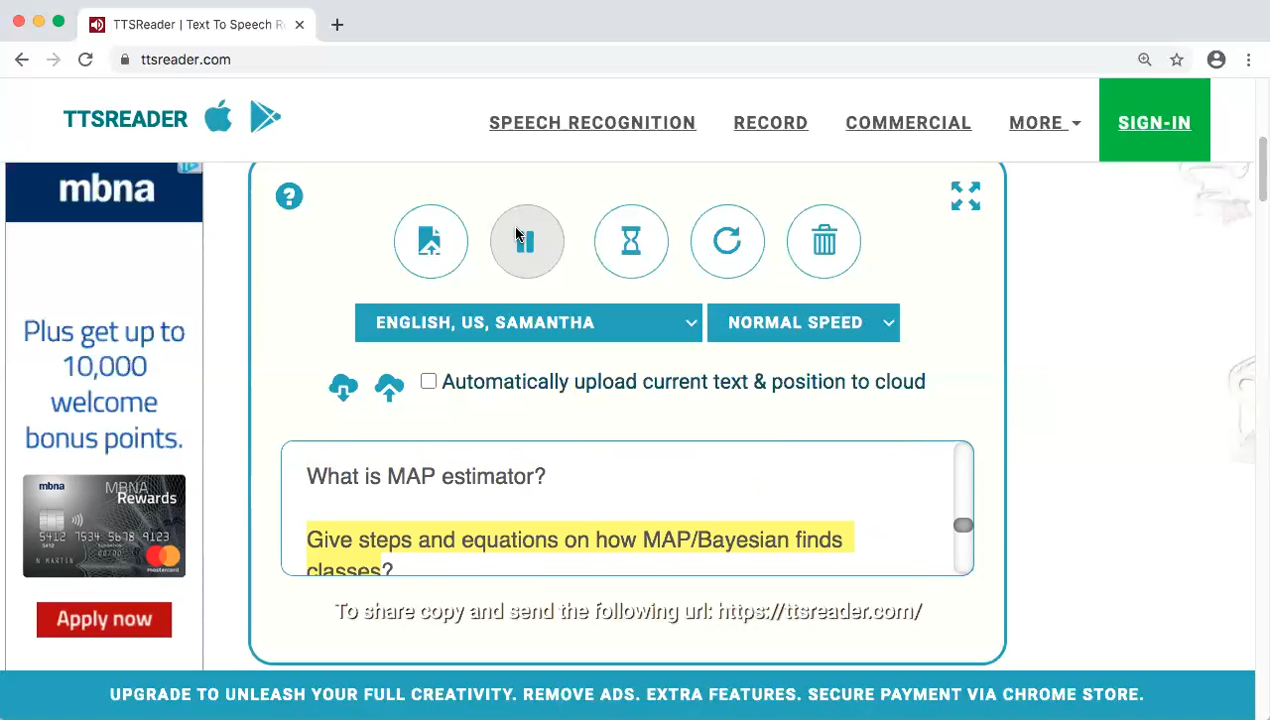 TTSReader | Text To Speech R
ttsreader.com
TTSREADER
SPEECH RECOGNITION
RECORD
COMMERCIAL
MORE
SIGN-IN
mbna
Plus get up to
10,000
welcome
bonus points.
mbna
MBNA
Rewards
5412 7534 5678 9123
N MARTIN
mastercard
Apply now
?
ENGLISH, US, SAMANTHA
NORMAL SPEED
Automatically upload current text & position to cloud
What is MAP estimator?
Give steps and equations on how MAP/Bayesian finds
classes?
To share copy and send the following url: https://ttsreader.com/
UPGRADE TO UNLEASH YOUR FULL CREATIVITY. REMOVE ADS. EXTRA FEATURES. SECURE PAYMENT VIA CHROME STORE.